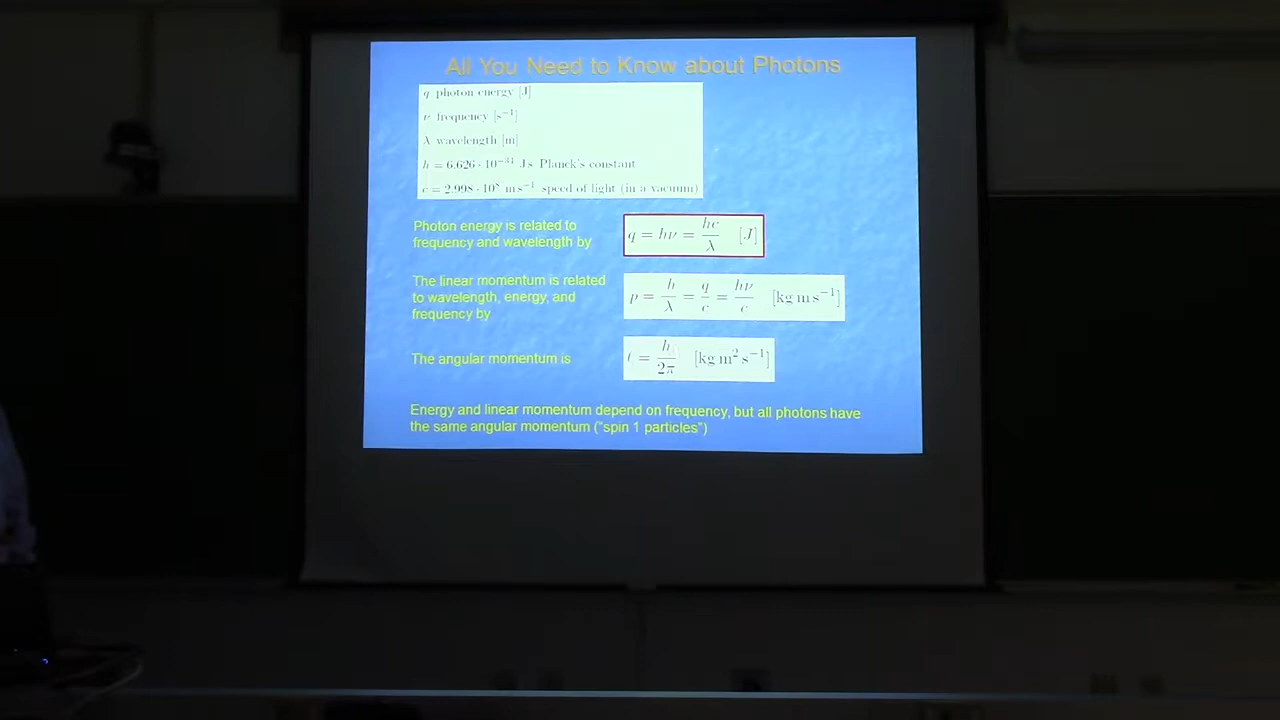 All You Need to Know about Photons
q photon energy [J]
ν frequency [s⁻¹]
λ wavelength [m]
h = 6.626 · 10⁻³⁴ J s Planck's constant
c = 2.998 · 10⁸ m s⁻¹ speed of light (in a vacuum)
Photon energy is related to
frequency and wavelength by
q = hν = hc/λ [J]
The linear momentum is related
to wavelength, energy, and
frequency by
p = h/λ = q/c = hν/c [kg m s⁻¹]
The angular momentum is
ℓ = h/2π [kg m² s⁻¹]
Energy and linear momentum depend on frequency, but all photons have
the same angular momentum ("spin 1 particles")